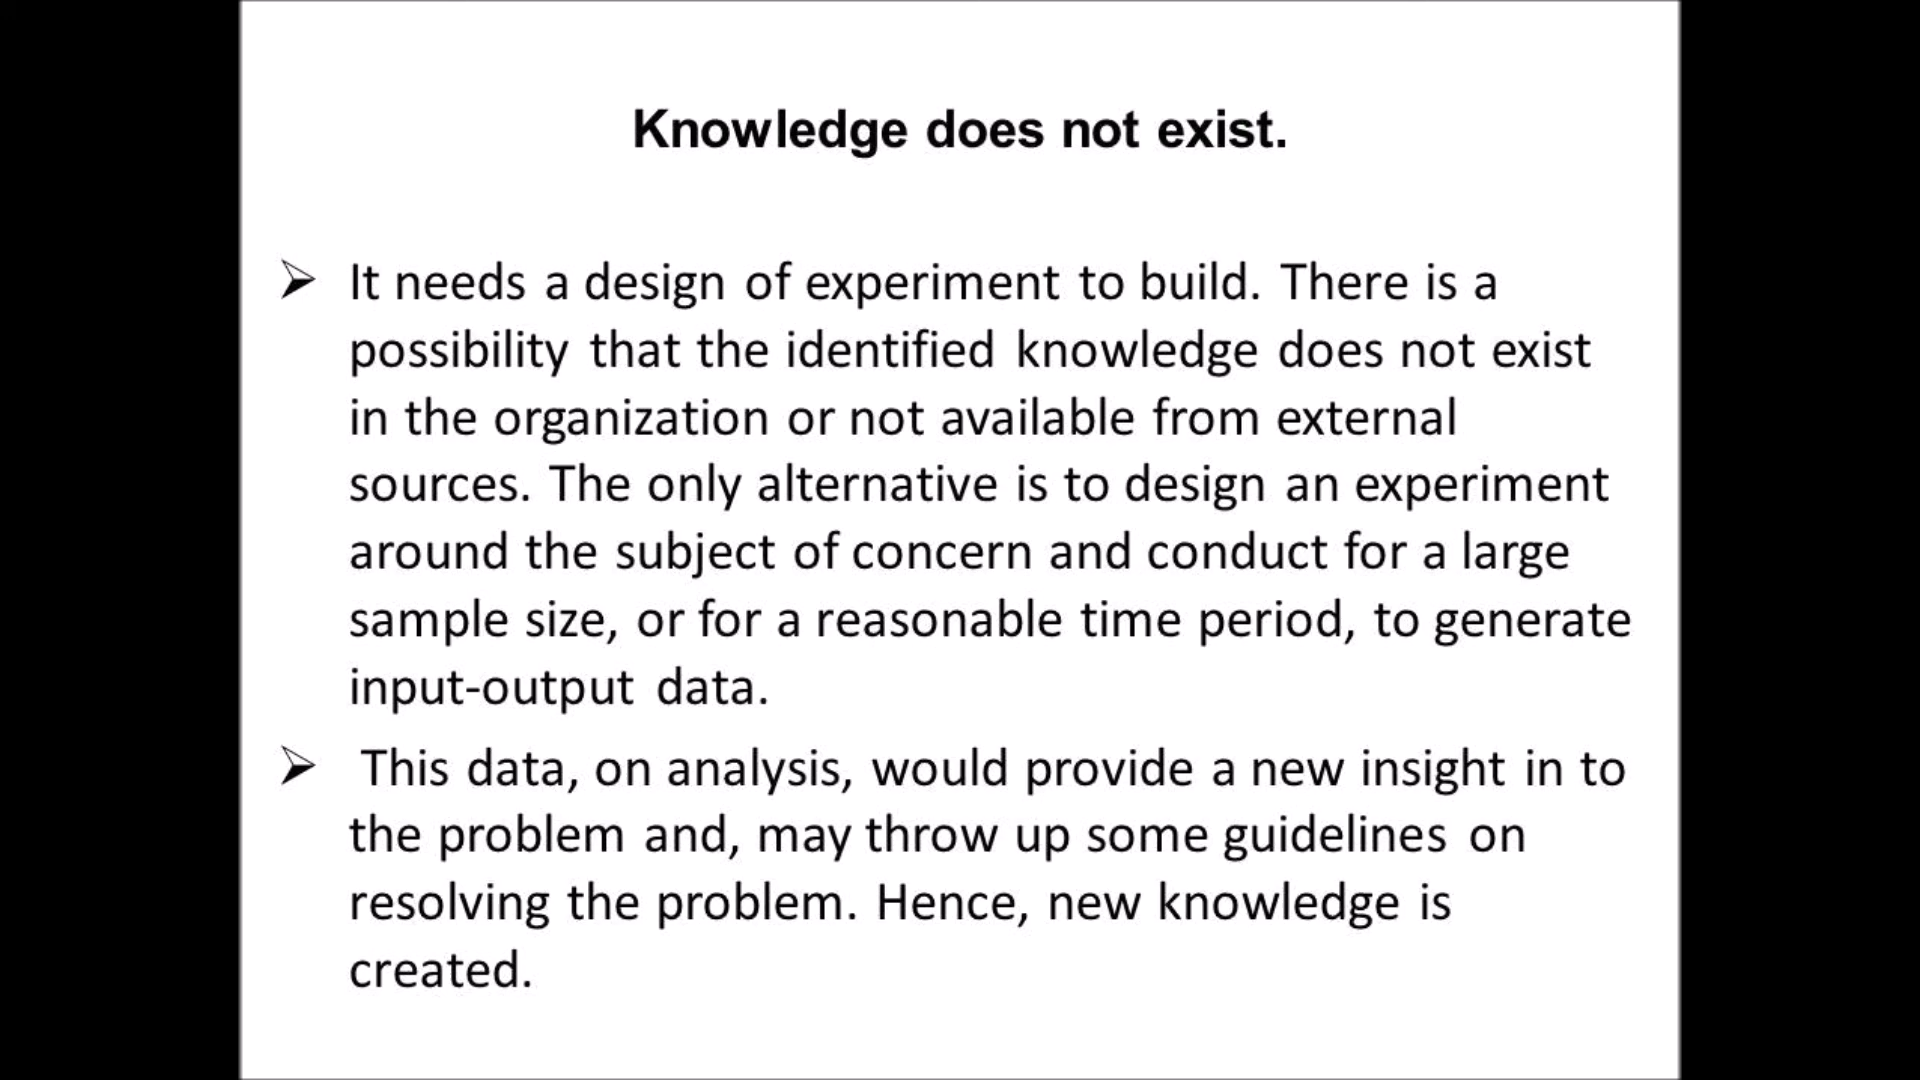 Knowledge does not exist.
It needs a design of experiment to build. There is a
possibility that the identified knowledge does not exist
in the organization or not available from external
sources. The only alternative is to design an experiment
around the subject of concern and conduct for a large
sample size, or for a reasonable time period, to generate
input-output data.
This data, on analysis, would provide a new insight in to
the problem and, may throw up some guidelines on
resolving the problem. Hence, new knowledge is
created.